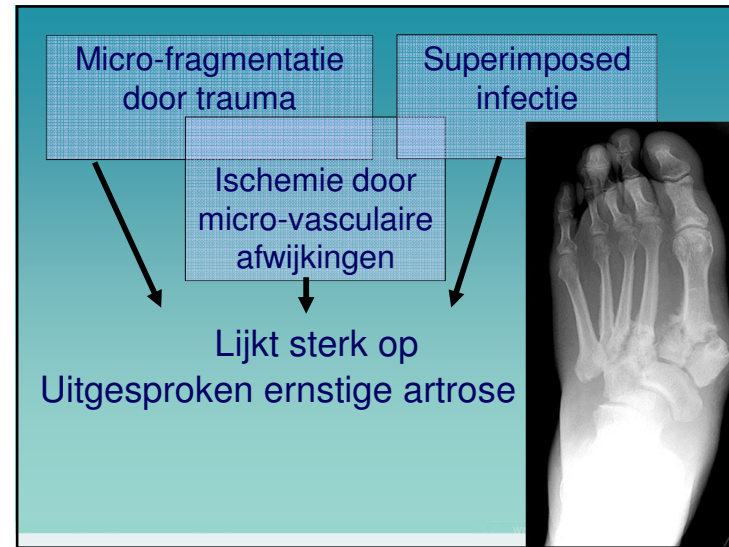 Micro-fragmentatie
door trauma
Superimposed
infectie
Ischemie door
micro-vasculaire
afwijkingen
Lijkt sterk op
Uitgesproken ernstige artrose